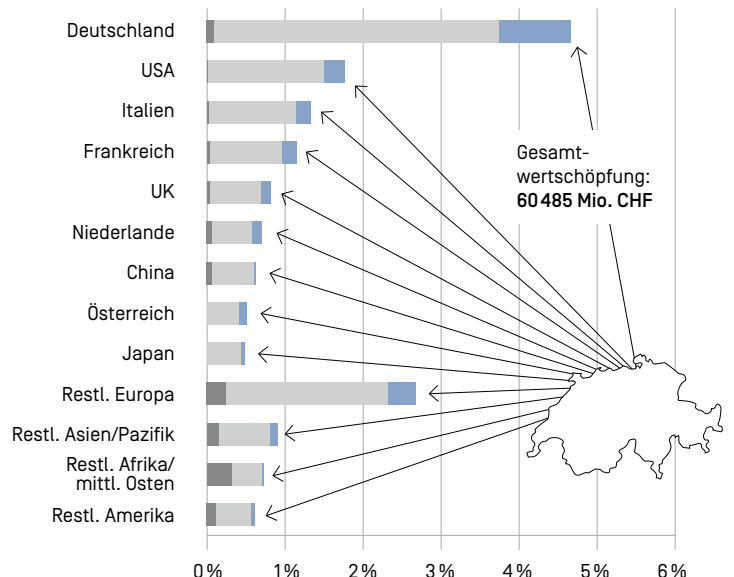 Deutschland
USA
Italien
Frankreich
Gesamt-
wertschöpfung:
60 485 Mio. CHF
UK
Niederlande
China
Österreich
Japan
Restl. Europa
Restl. Asien/Pazifik
Restl. Afrika/
mittl. Osten
Restl. Amerika
0% 1% 2% 3% 4% 5% 6%